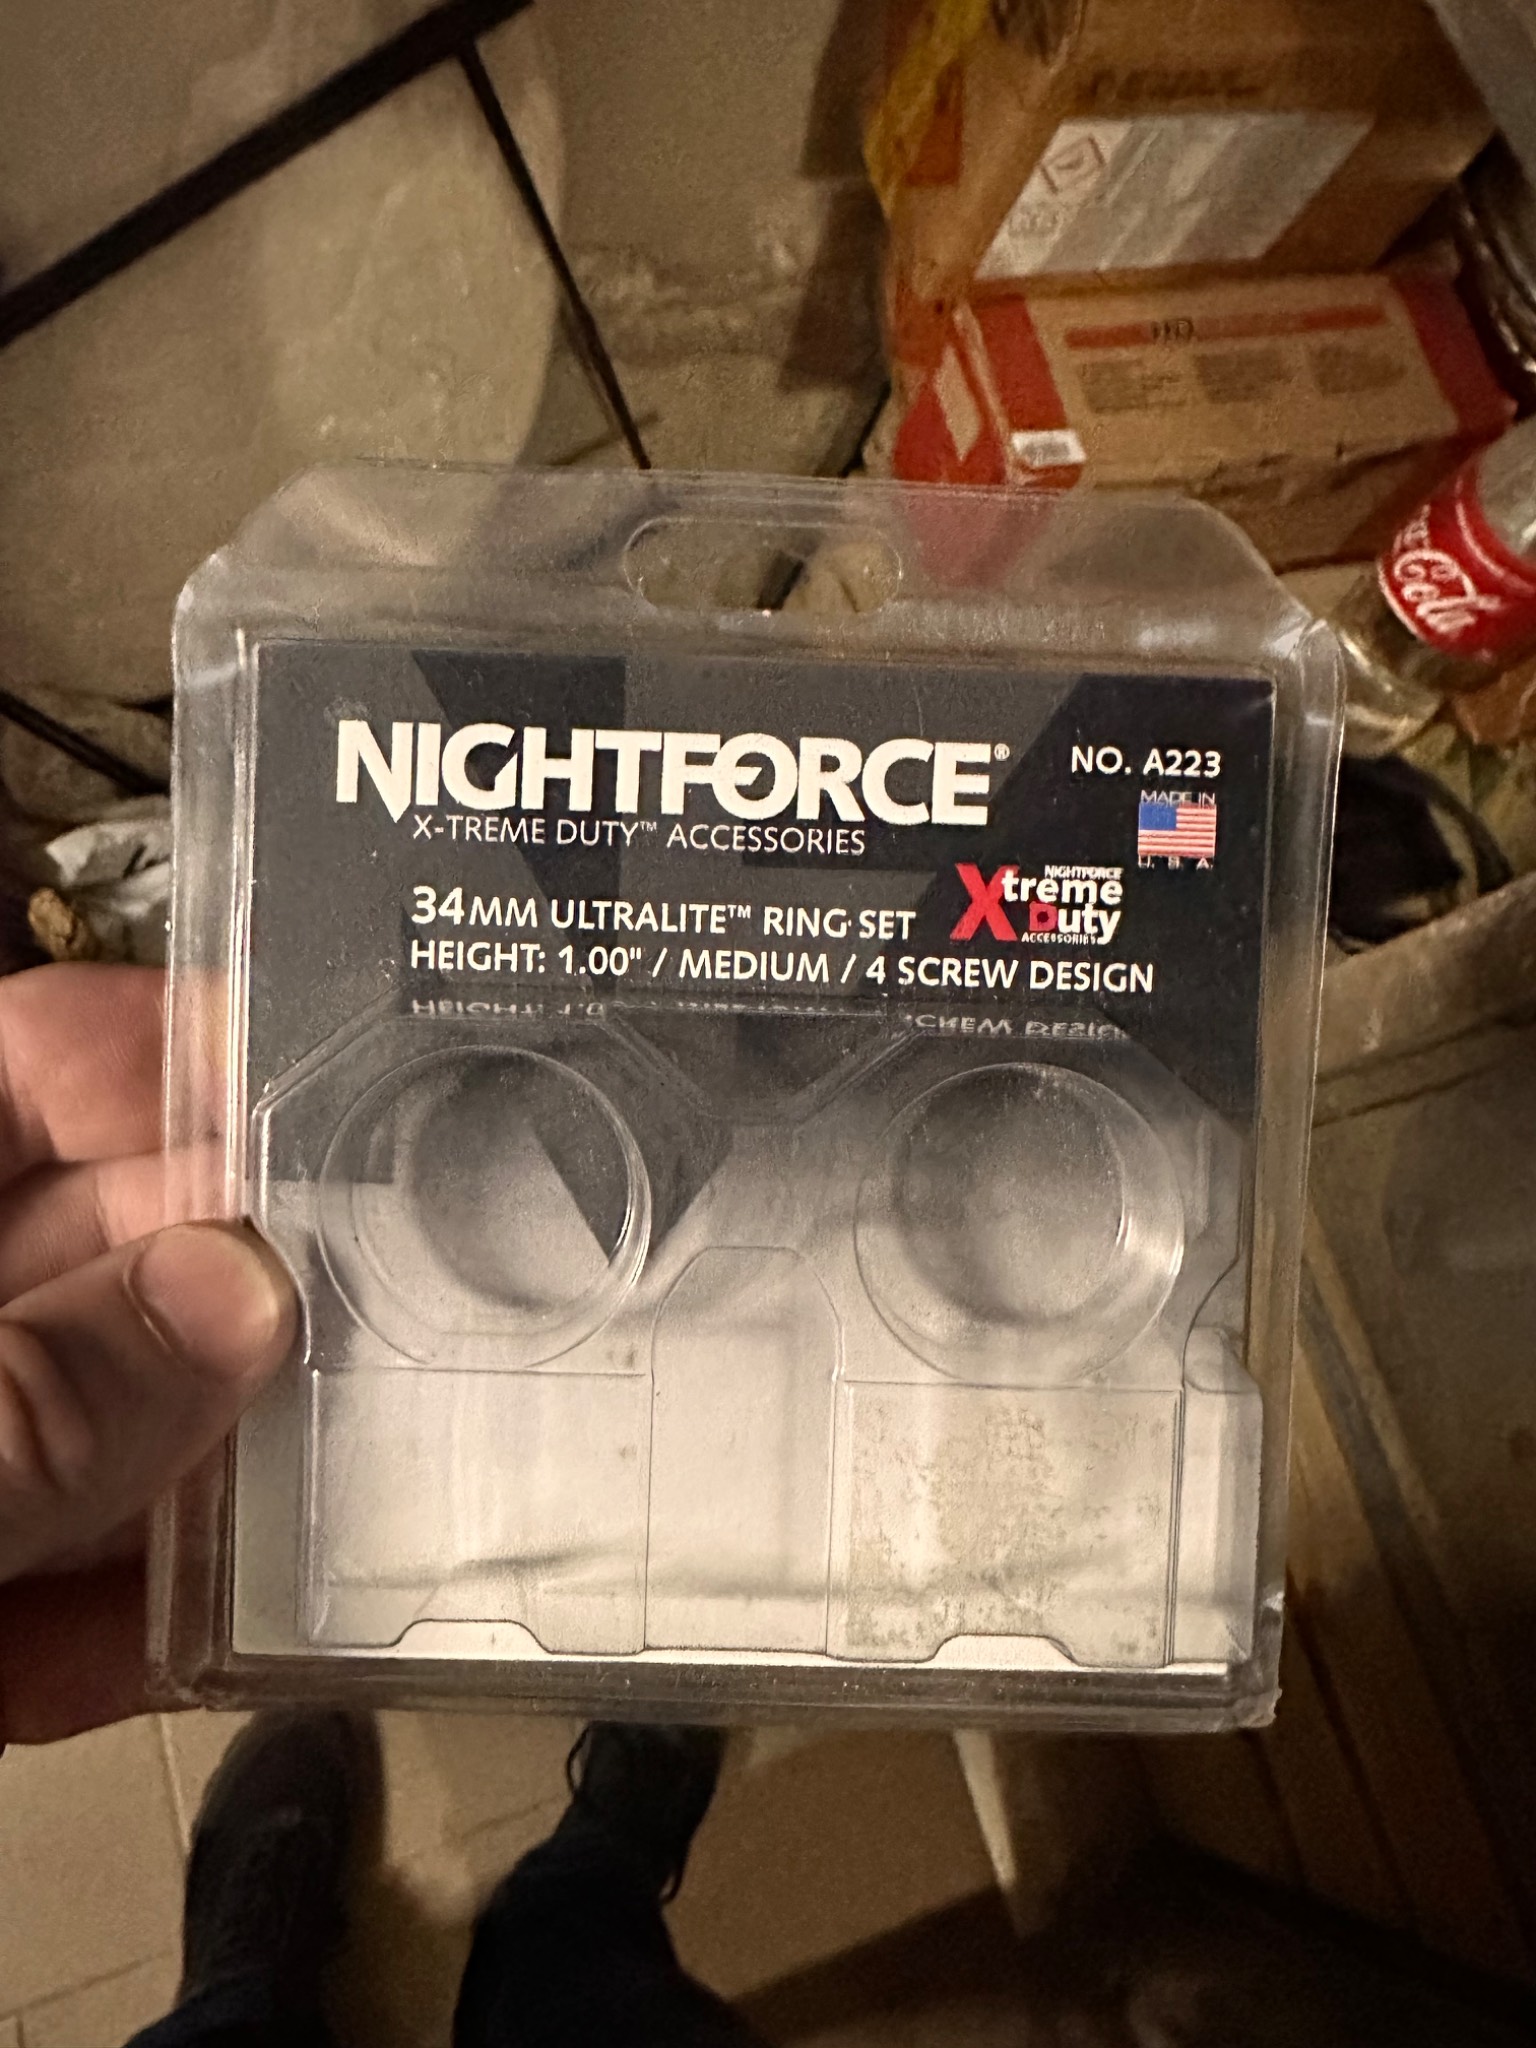 NIGHTFORCE®
X-TREME DUTY™ ACCESSORIES
NO. A223
MADE IN
U. S. A.
34MM ULTRALITE™ RING SET
HEIGHT: 1.00" / MEDIUM / 4 SCREW DESIGN
NIGHTFORCE
Xtreme
Duty
ACCESSORIES
Coca-Cola